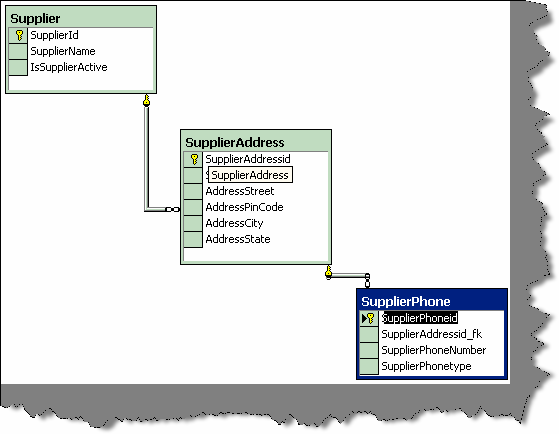 Supplier
SupplierId
SupplierName
IsSupplierActive
SupplierAddress
SupplierAddressid
SupplierAddress
AddressStreet
AddressPinCode
AddressCity
AddressState
SupplierPhone
SupplierPhoneid
SupplierAddressid_fk
SupplierPhoneNumber
SupplierPhonetype